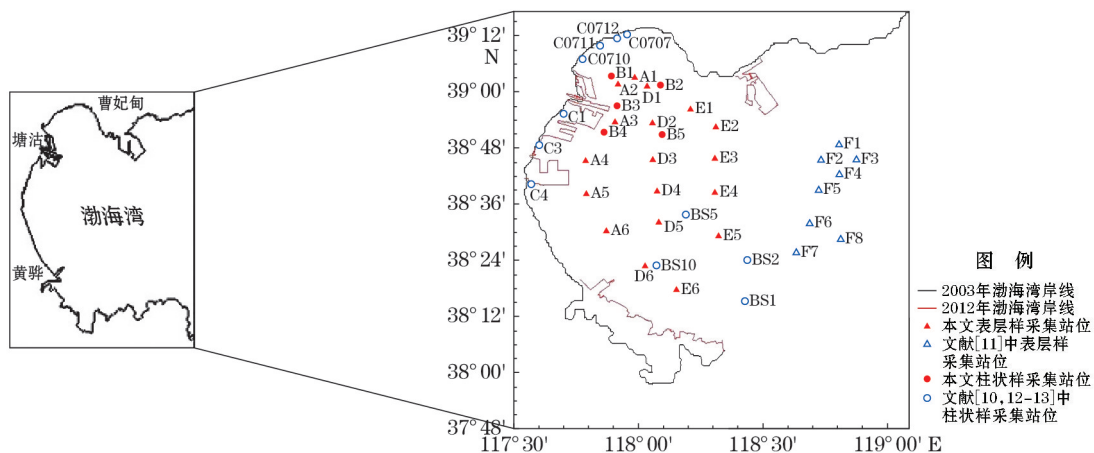 曹妃甸
塘沽
渤海湾
黄骅
39°12′
N
39°00′
38°48′
38°36′
38°24′
38°12′
38°00′
37°48′
117°30′
118°00′
118°30′
119°00′ E
C0712
C0711
C0707
C0710
B1
A1
B2
A2
D1
B3
E1
C1
A3
D2
E2
B4
B5
C3
F1
A4
D3
E3
F2
F3
F4
C4
A5
D4
E4
F5
BS5
A6
D5
E5
F6
F8
F7
D6
BS10
BS2
E6
BS1
图 例
2003年渤海湾岸线
2012年渤海湾岸线
本文表层样采集站位
文献[11]中表层样
采集站位
本文柱状样采集站位
文献[10,12-13]中
柱状样采集站位